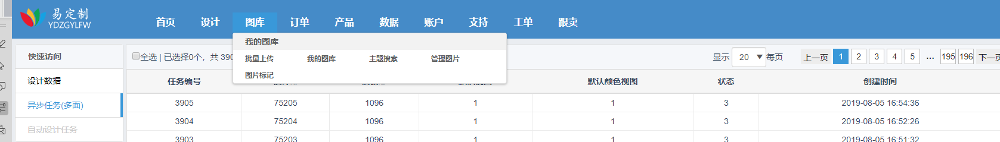 易定制
YDZGYLFW
首页 设计 图库 订单 产品 数据 账户 支持 工单 跟卖
我的图库
批量上传 我的图库 主题搜索 管理图片
图片标记
快速访问
设计数据
异步任务(多面)
自动设计任务
全选 | 已选择0个，共 390
显示 20 每页 上一页 1 2 3 4 5 ... 195 196 下一页
任务编号 默认颜色视图 状态 创建时间
3905 75205 1096 1 1 3 2019-08-05 16:54:36
3904 75204 1096 1 1 3 2019-08-05 16:52:26
3903 75203 1096 1 1 3 2019-08-05 16:51:32